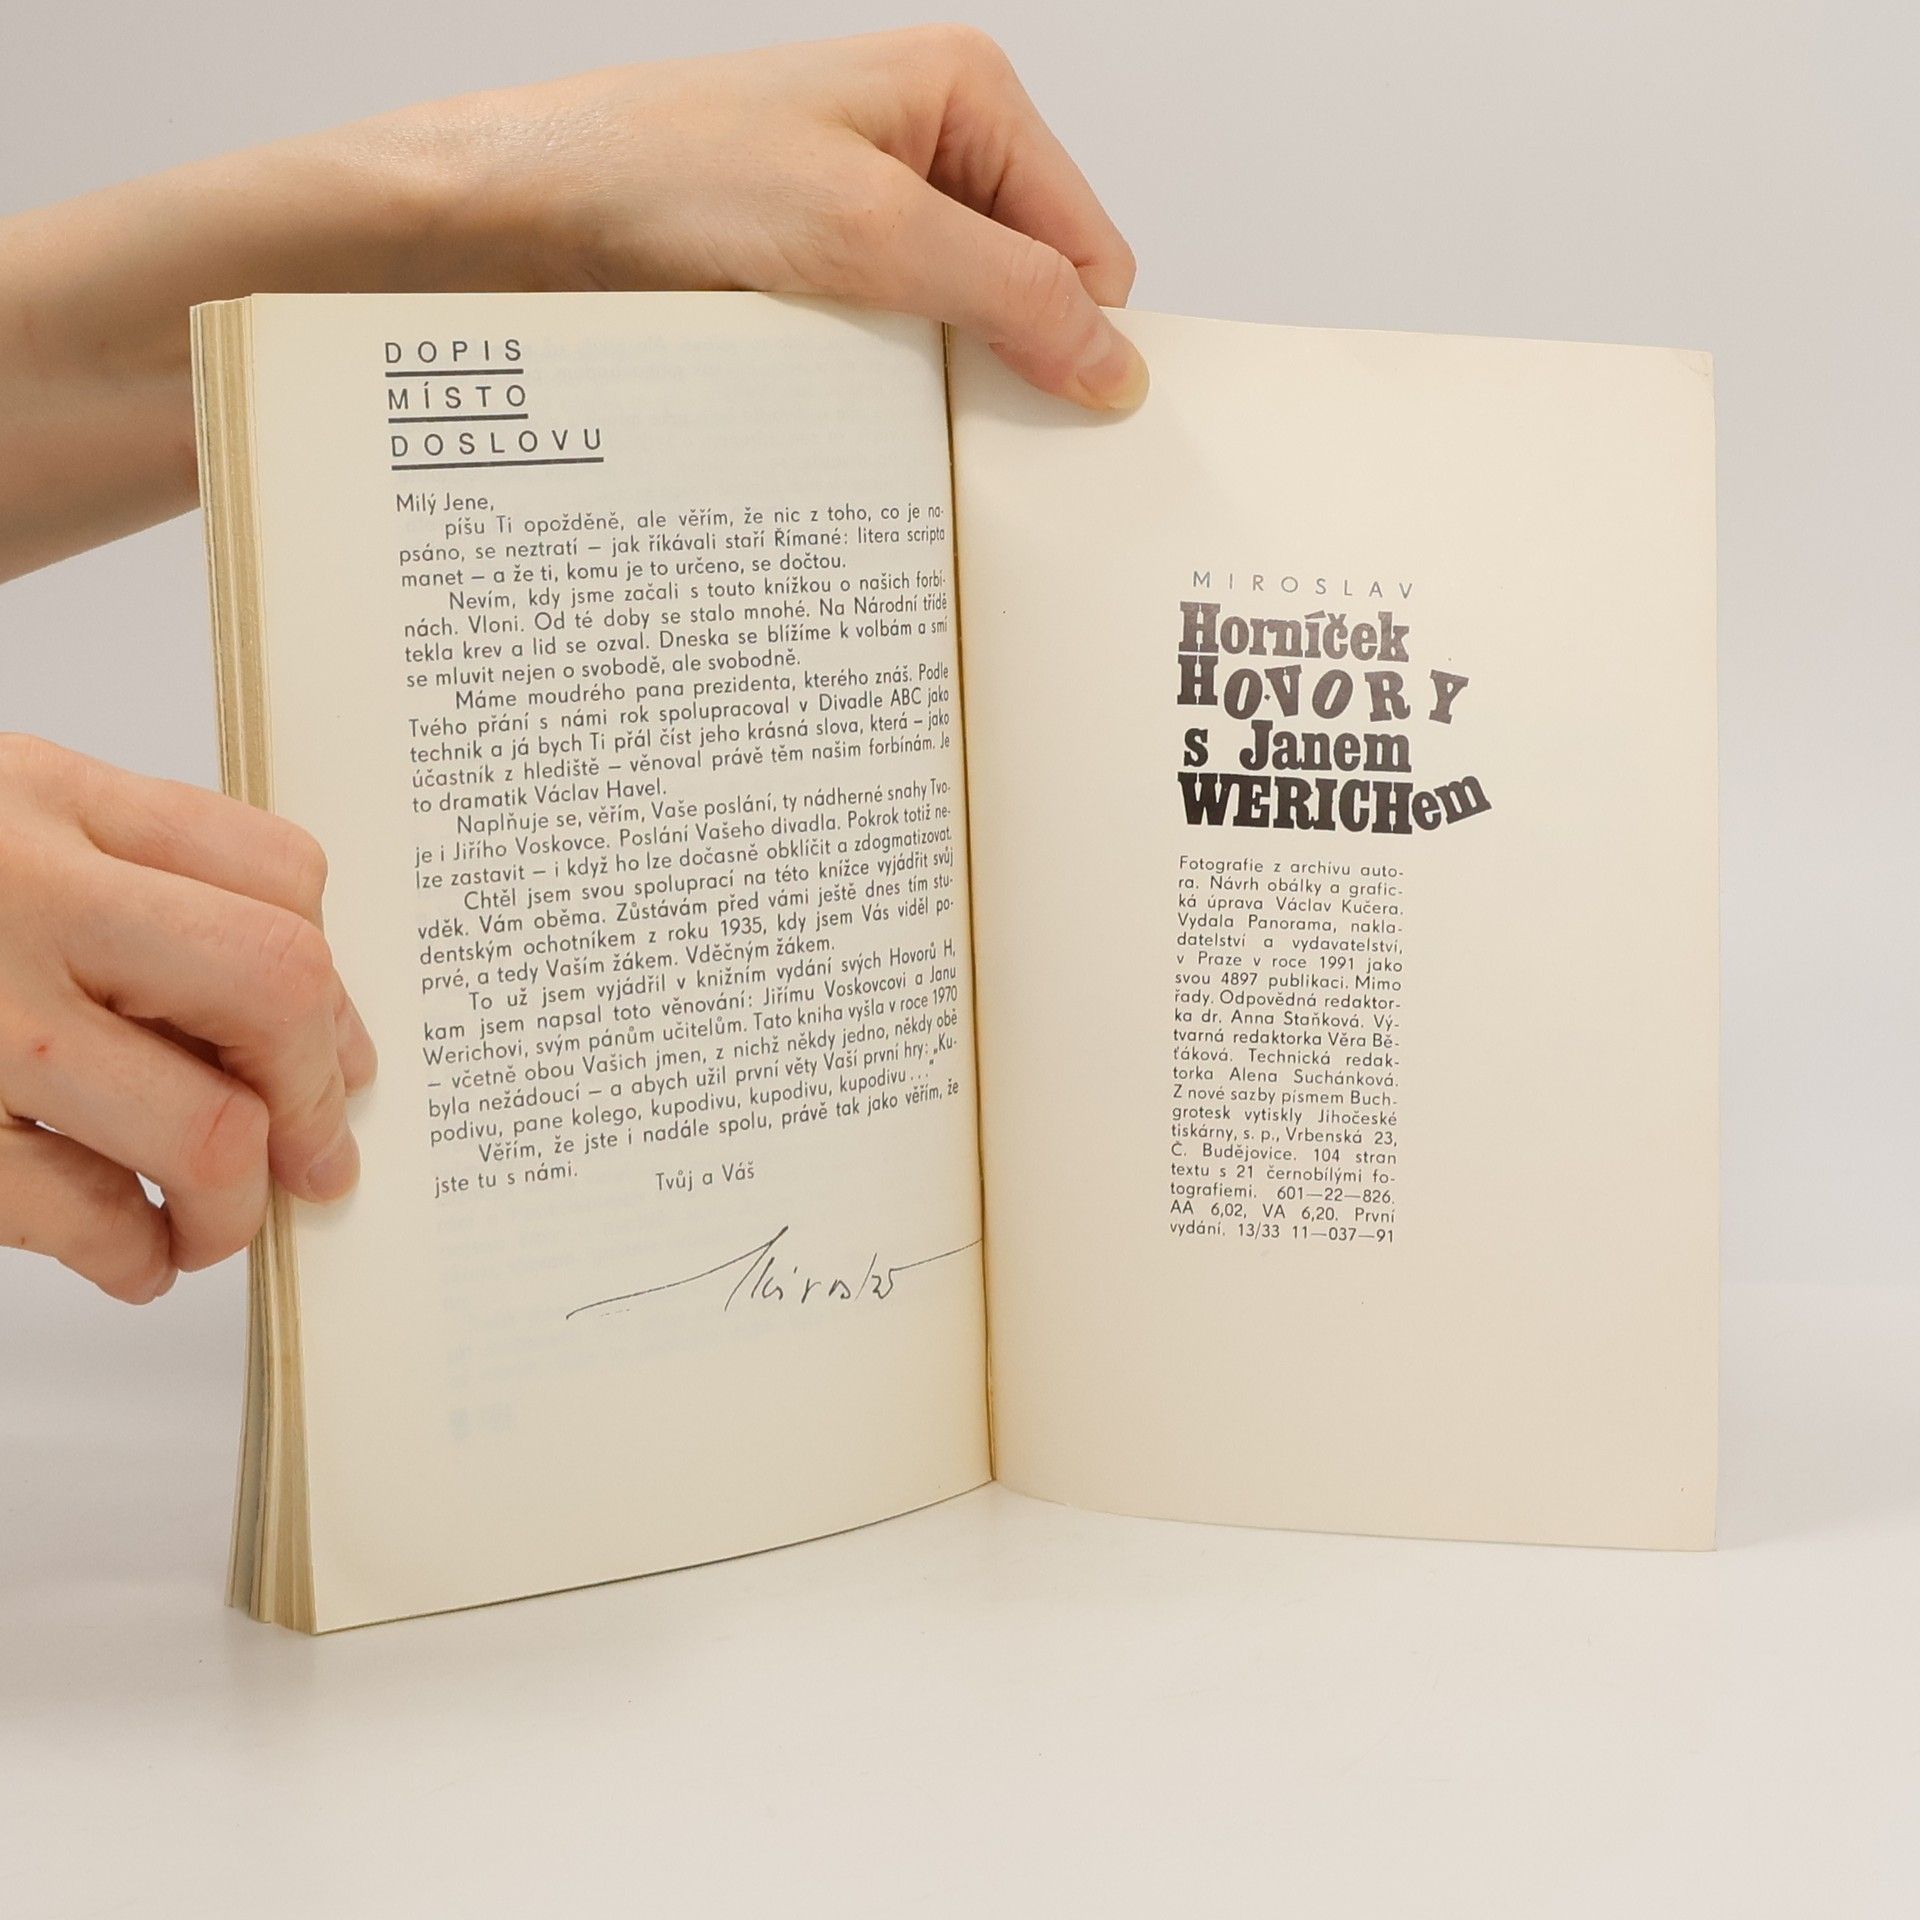 DOPIS
MÍSTO
DOSLOVU
Milý Jene,
píšu Ti opožděně, ale věřím, že nic z toho, co je na-
psáno, se neztratí – jak říkávali staří Římané: litera scripta
manet – a že ti, komu je to určeno, se dočtou.
Nevím, kdy jsme začali s touto knížkou o našich forbí-
nách. Vloni. Od té doby se stalo mnohé. Na Národní třídě
tekla krev a lid se ozval. Dneska se blížíme k volbám a smí
se mluvit nejen o svobodě, ale svobodně.
Máme moudrého pana prezidenta, kterého znáš. Podle
Tvého přání s námi rok spolupracoval v Divadle ABC jako
technik a já bych Ti přál číst jeho krásná slova, která – jako
účastník z hlediště – věnoval právě těm našim forbínám. Je
to dramatik Václav Havel.
Naplňuje se, věřím, Vaše poslání, ty nádherné snahy Tvo-
je i Jiřího Voskovce. Poslání Vašeho divadla. Pokrok totiž ne-
lze zastavit – i když ho lze dočasně obklíčit a zdogmatizovat.
Chtěl jsem svou spoluprací na této knížce vyjádřit svůj
vděk. Vám oběma. Zůstávám před vámi ještě dnes tím stu-
dentským ochotníkem z roku 1935, kdy jsem Vás viděl po-
prvé, a tedy Vaším žákem. Vděčným žákem.
To už jsem vyjádřil v knižním vydání svých Hovorů H,
kam jsem napsal toto věnování: Jiřímu Voskovcovi a Janu
Werichovi, svým pánům učitelům. Tato kniha vyšla v roce 1970
– včetně obou Vašich jmen, z nichž někdy jedno, někdy obě
byla nežádoucí – a abych užil první věty Vaší první hry: „Ku-
podivu, pane kolego, kupodivu, kupodivu, kupodivu . . .“
Věřím, že jste i nadále spolu, právě tak jako věřím, že
jste tu s námi.
Tvůj a Váš
Miroslav
MIROSLAV
Horníček
HOVORY
s Janem
WERICHem
Fotografie z archívu auto-
ra. Návrh obálky a grafic-
ká úprava Václav Kučera.
Vydala Panorama, nakla-
datelství a vydavatelství,
v Praze v roce 1991 jako
svou 4897 publikaci. Mimo
řady. Odpovědná redaktor-
ka dr. Anna Staňková. Vý-
tvarná redaktorka Věra Bě-
ťáková. Technická redak-
torka Alena Suchánková.
Z nové sazby písmem Buch-
grotesk vytiskly Jihočeské
tiskárny, s. p., Vrbenská 23,
Č. Budějovice. 104 stran
textu s 21 černobílými fo-
tografiemi. 601—22—826.
AA 6,02, VA 6,20. První
vydání. 13/33 11—037—91